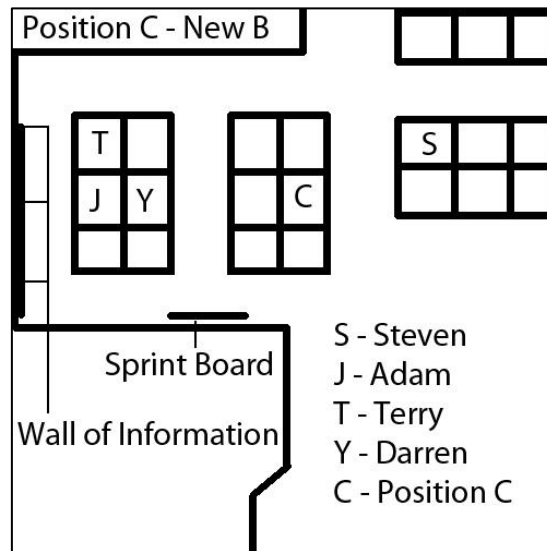 Position C - New B
T
S
J
Y
C
Sprint Board
Wall of Information
S - Steven
J - Adam
T - Terry
Y - Darren
C - Position C